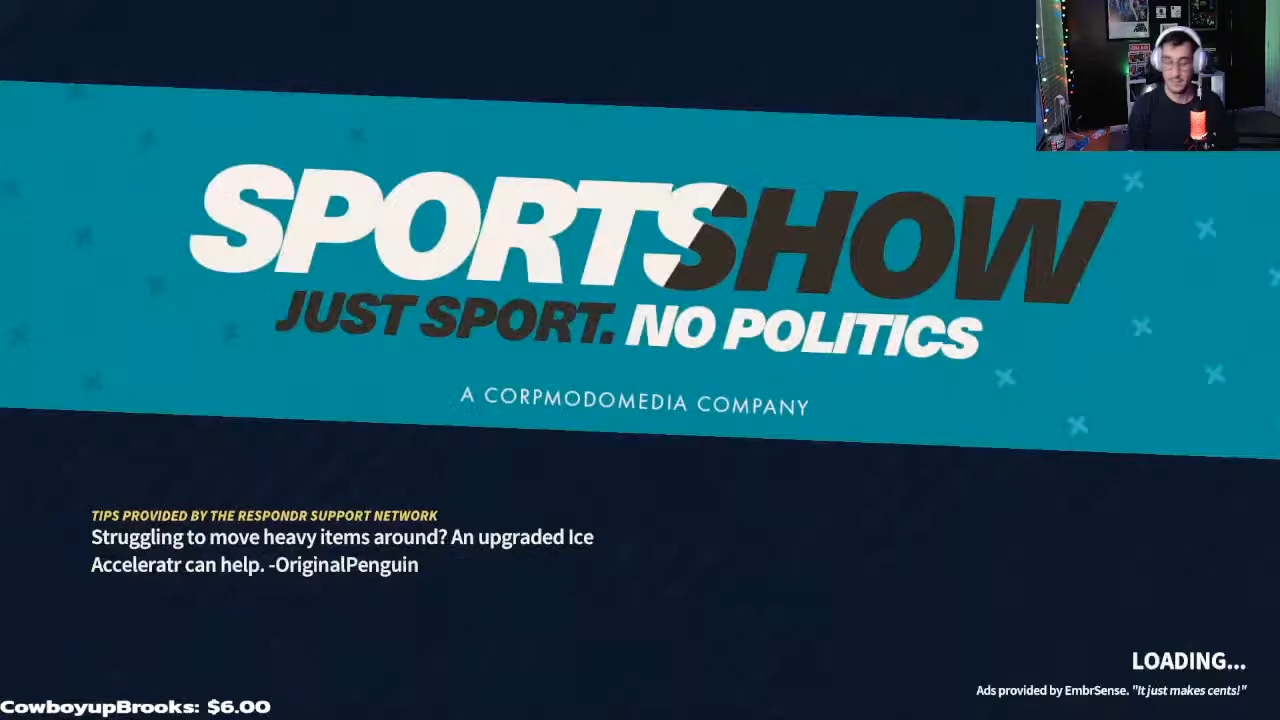 SPORTSHOW
JUST SPORT. NO POLITICS
A CORPMODOMEDIA COMPANY
TIPS PROVIDED BY THE RESPONDR SUPPORT NETWORK
Struggling to move heavy items around? An upgraded Ice
Acceleratr can help. -OriginalPenguin
LOADING...
Ads provided by EmbrSense. "It just makes cents!"
CowboyupBrooks: $6.00